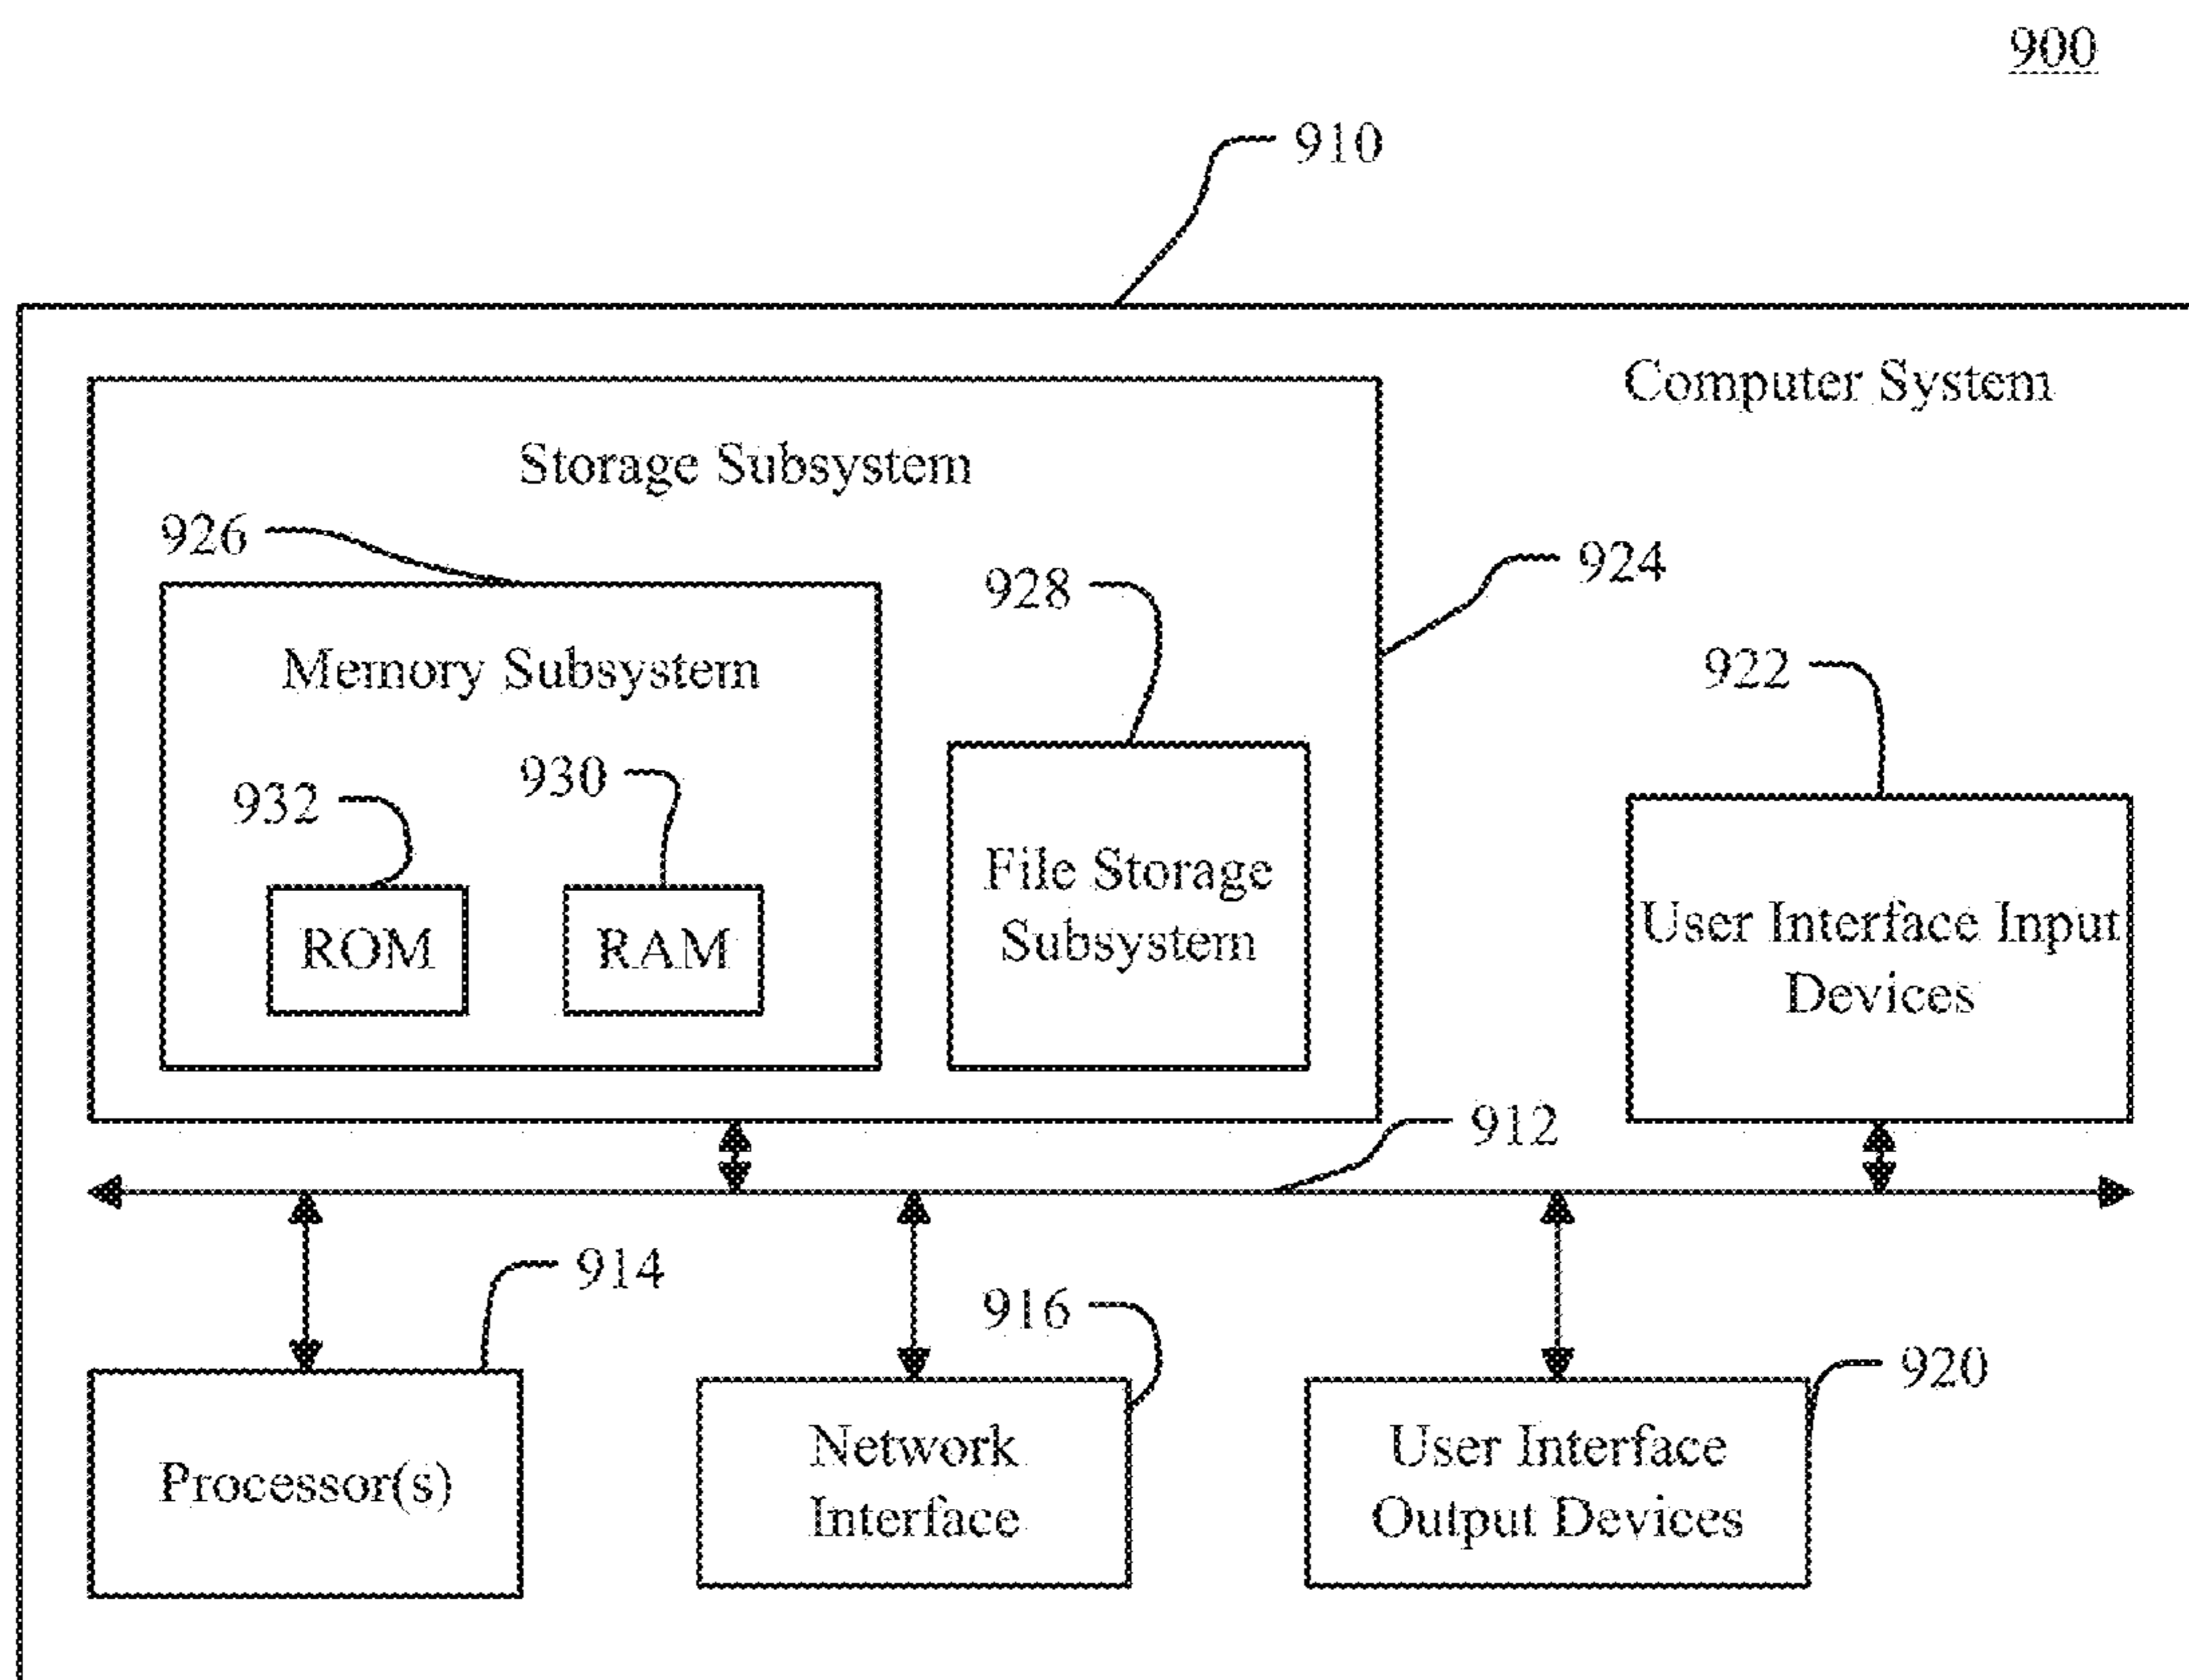 900
910
Computer System
Storage Subsystem
926
928
924
Memory Subsystem
922
932
930
File Storage
Subsystem
ROM
RAM
User Interface Input
Devices
912
914
916
920
Processor(s)
Network
Interface
User Interface
Output Devices